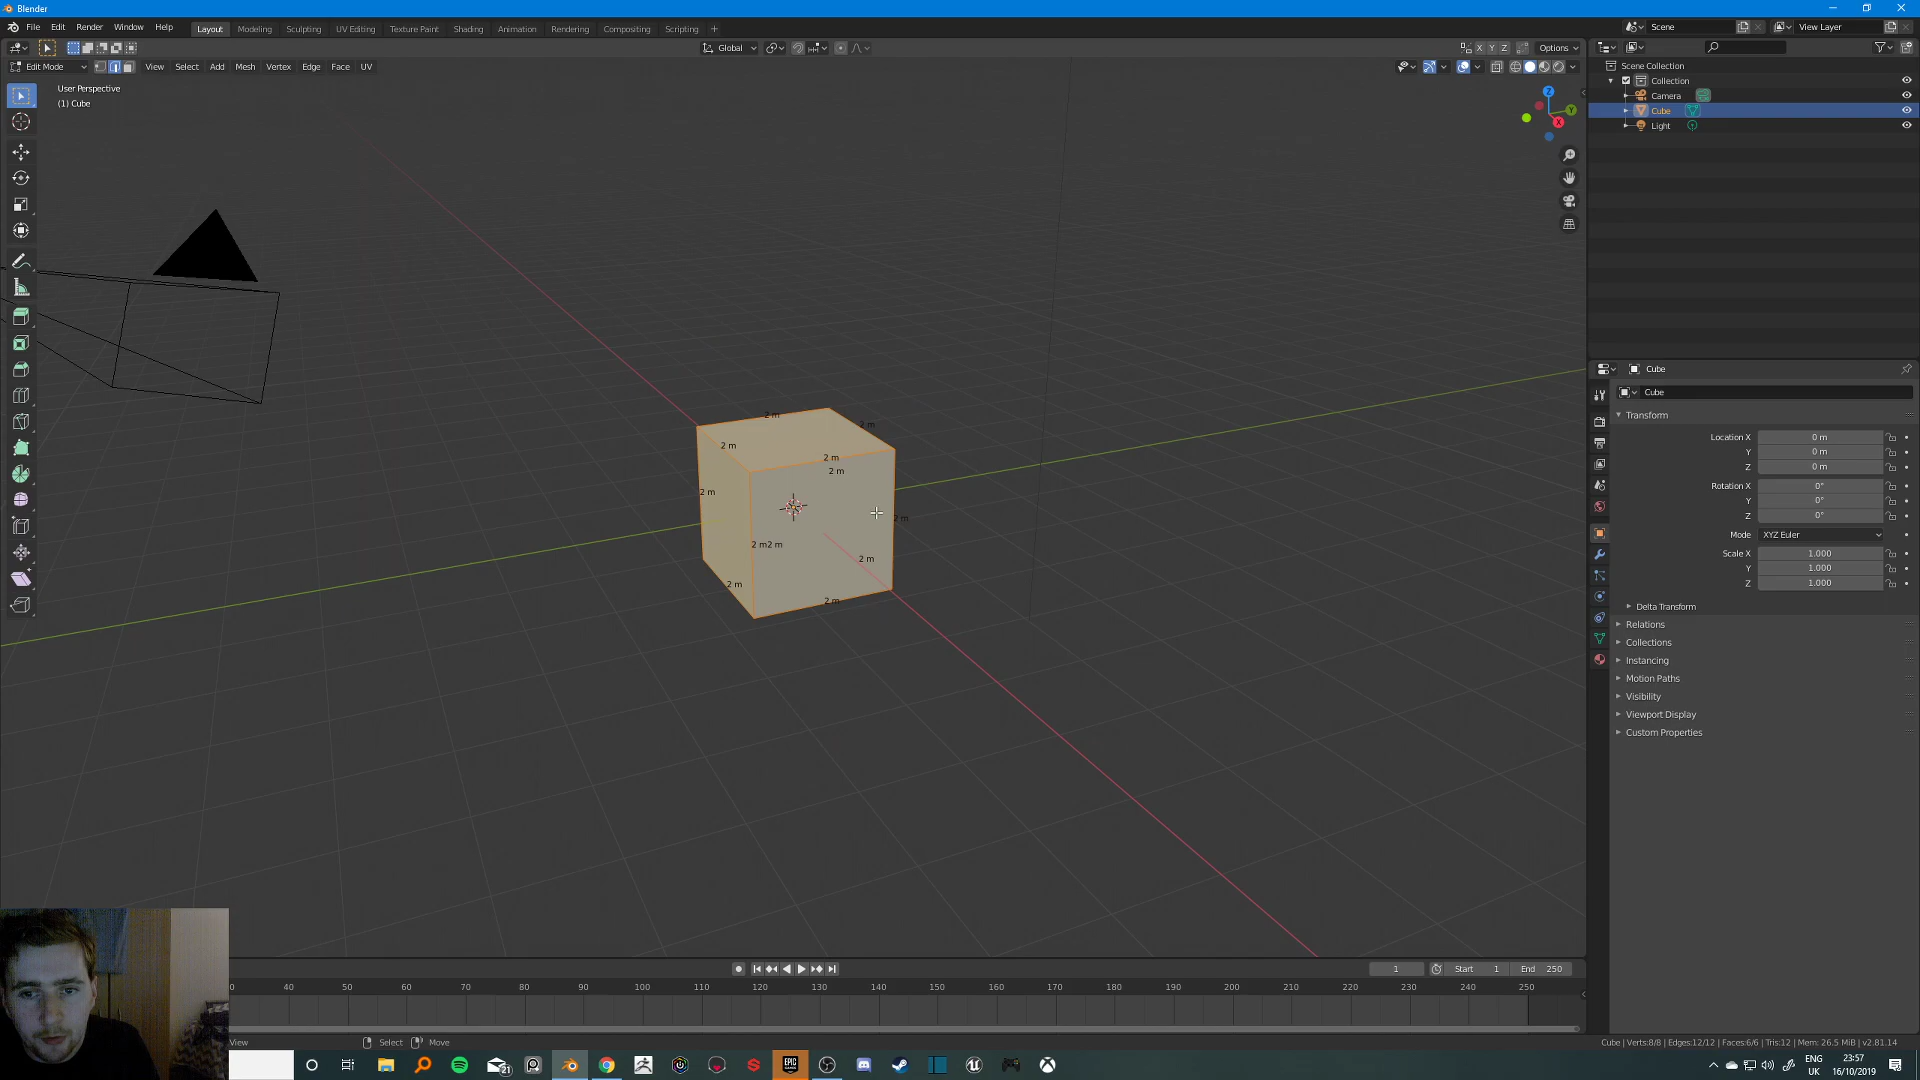 Blender
File Edit Render Window Help
Layout Modeling Sculpting UV Editing Texture Paint Shading Animation Rendering Compositing Scripting +
Scene
View Layer
Global
X Y Z
Options
Edit Mode
View Select Add Mesh Vertex Edge Face UV
User Perspective
(1) Cube
Z
Y
X
Scene Collection
Collection
Camera
Cube
Light
2 m
2 m
2 m
2 m
2 m
2 m
2 m
2 m2 m
2 m
2 m
2 m
Cube
Cube
Transform
Location X 0 m
Y 0 m
Z 0 m
Rotation X 0°
Y 0°
Z 0°
Mode XYZ Euler
Scale X 1.000
Y 1.000
Z 1.000
Delta Transform
Relations
Collections
Instancing
Motion Paths
Visibility
Viewport Display
Custom Properties
1 Start 1 End 250
30 40 50 60 70 80 90 100 110 120 130 140 150 160 170 180 190 200 210 220 230 240 250
View Select Move
Cube | Verts:8/8 | Edges:12/12 | Faces:6/6 | Tris:12 | Mem: 26.5 MiB | v2.81.14
21
EPIC GAMES
ENG
UK
23:57
16/10/2019